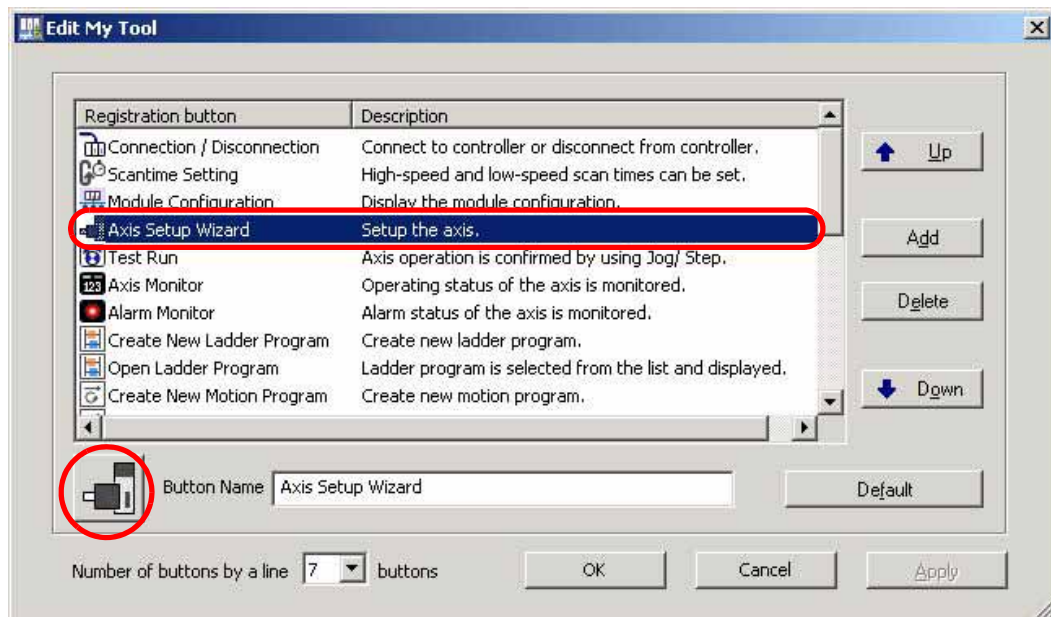 Edit My Tool
Registration button Description
Connection / Disconnection Connect to controller or disconnect from controller.
Scantime Setting High-speed and low-speed scan times can be set.
Module Configuration Display the module configuration.
Axis Setup Wizard Setup the axis.
Test Run Axis operation is confirmed by using Jog/ Step.
123 Axis Monitor Operating status of the axis is monitored.
Alarm Monitor Alarm status of the axis is monitored.
Create New Ladder Program Create new ladder program.
Open Ladder Program Ladder program is selected from the list and displayed.
Create New Motion Program Create new motion program.
Up
Add
Delete
Down
Button Name Axis Setup Wizard Default
Number of buttons by a line 7 buttons OK Cancel Apply